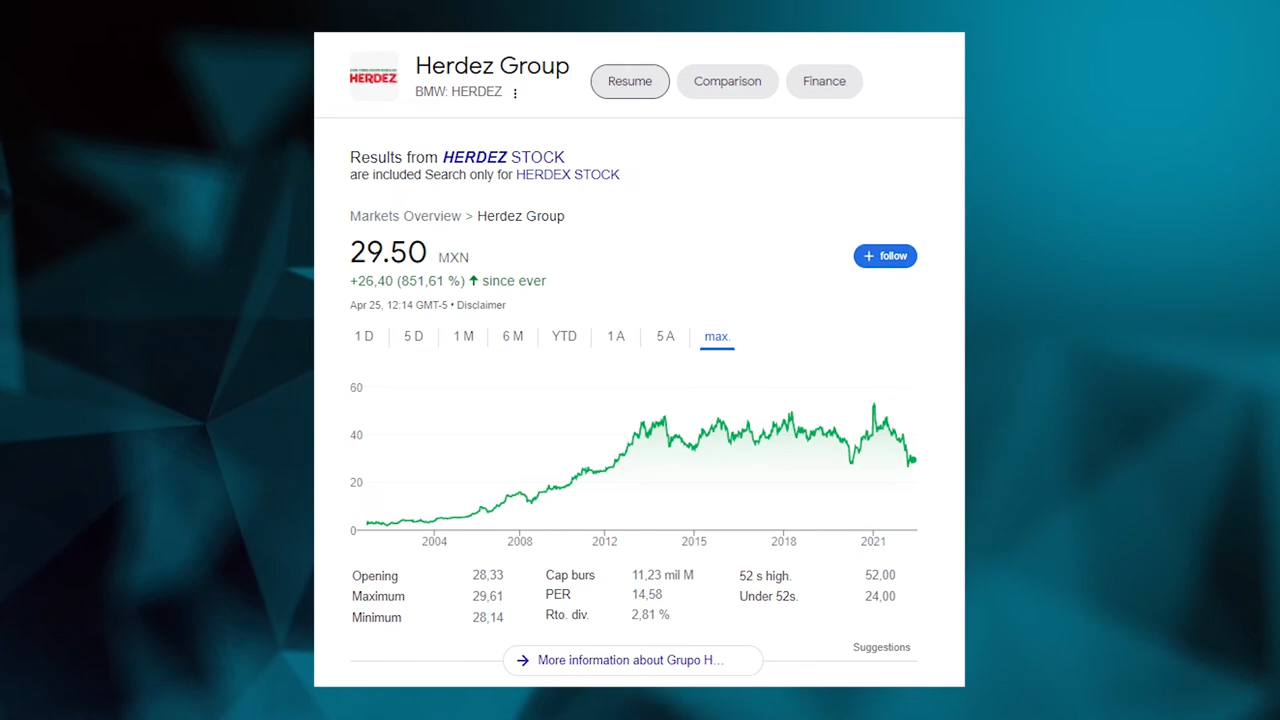 HERDEZ
Herdez Group
BMW: HERDEZ
Resume
Comparison
Finance
Results from HERDEZ STOCK
are included Search only for HERDEX STOCK
Markets Overview > Herdez Group
29.50 MXN
+ follow
+26,40 (851,61 %) ↑ since ever
Apr 25, 12:14 GMT-5 • Disclaimer
1 D 5 D 1 M 6 M YTD 1 A 5 A max.
60
40
20
0
2004 2008 2012 2015 2018 2021
Opening 28,33 Cap burs 11,23 mil M 52 s high. 52,00
Maximum 29,61 PER 14,58 Under 52s. 24,00
Minimum 28,14 Rto. div. 2,81 %
Suggestions
→ More information about Grupo H...